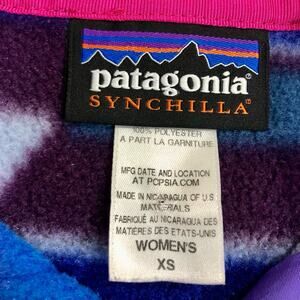 patagonia
SYNCHILLA
100% POLYESTER
A PART LA GARNITURE
MFG DATE AND LOCATION
AT PCPSIA.COM
MADE IN NICARAGUA OF U.S.
MATERIALS
FABRIQUÉ AU NICARAGUA DES
MATIÈRES DES ETATS-UNIS
WOMEN'S
XS